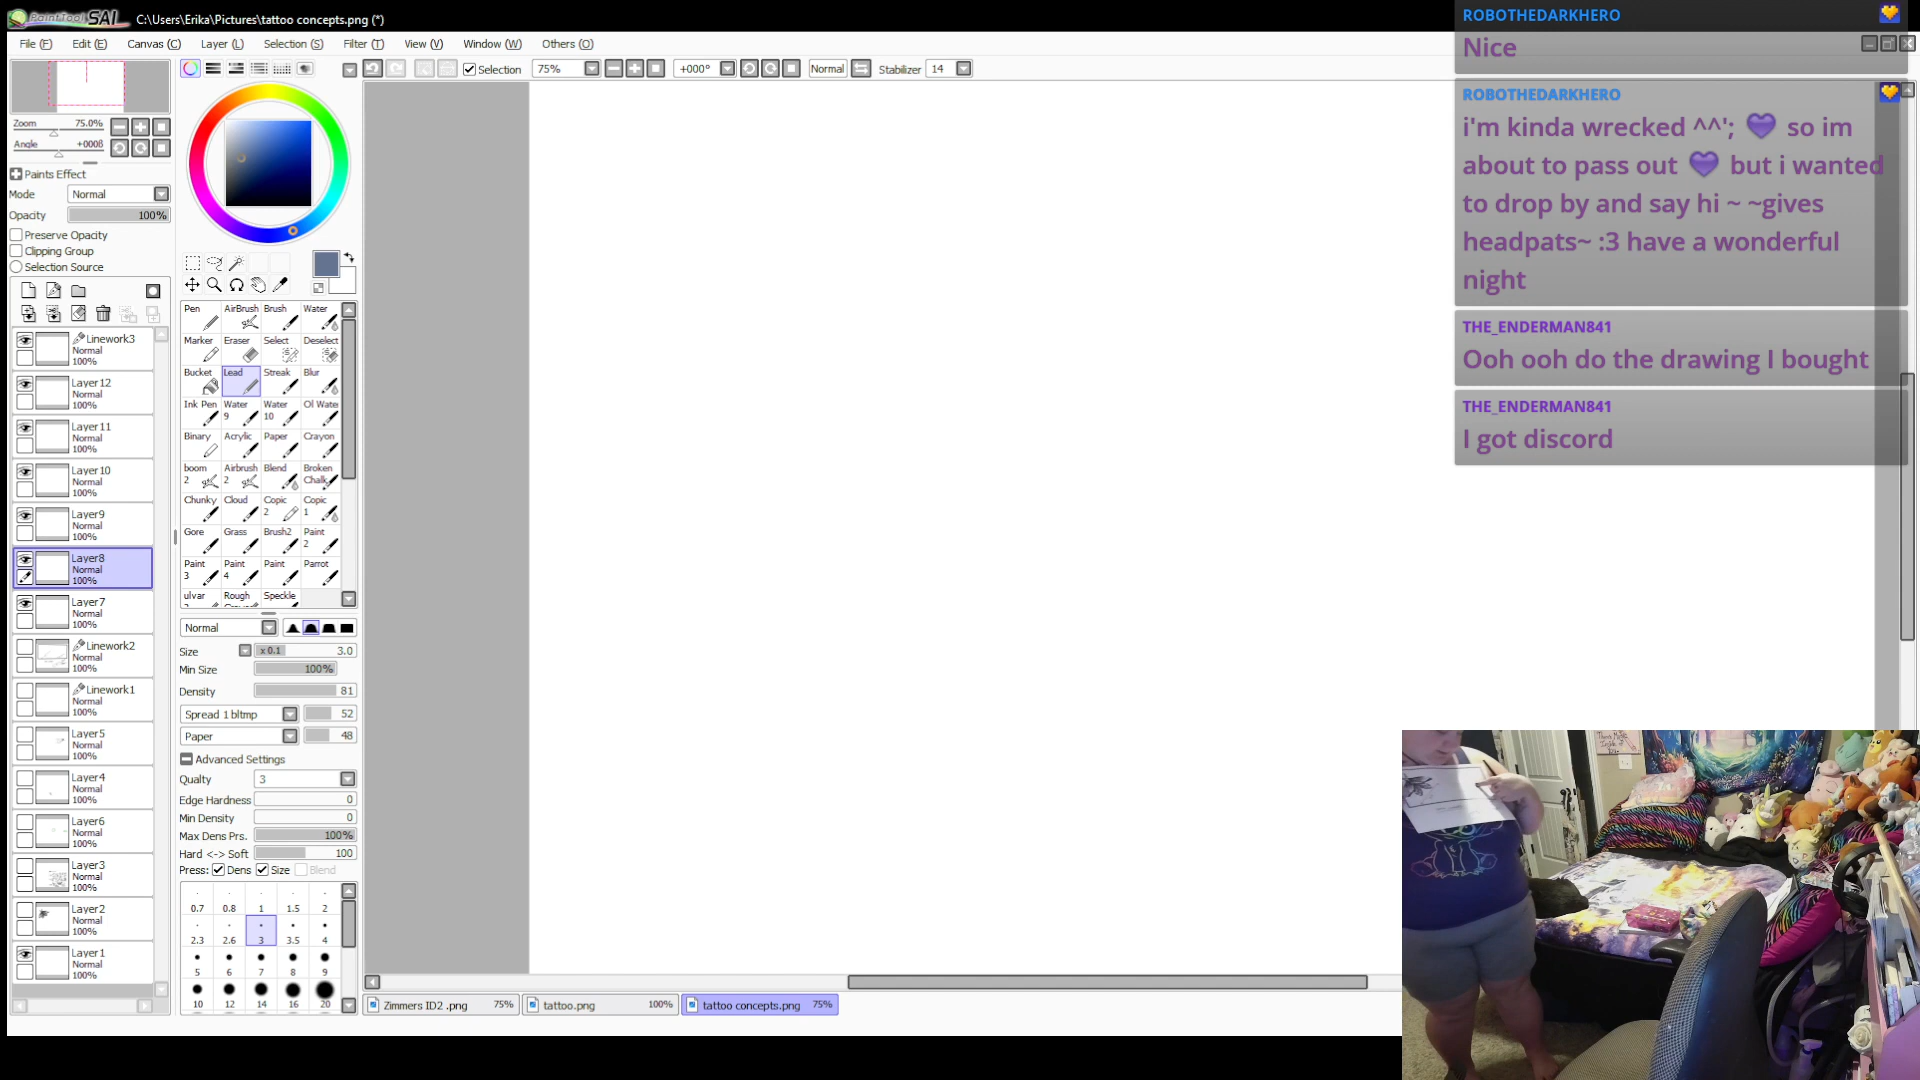 PaintTool SAI C:\Users\Erika\Pictures\tattoo concepts.png (*)
File (F) Edit (E) Canvas (C) Layer (L) Selection (S) Filter (T) View (V) Window (W) Others (O)
Selection 75% +000° Normal Stabilizer 14
Zoom 75.0%
Angle +000ß
Paints Effect
Mode Normal
Opacity 100%
Preserve Opacity
Clipping Group
Selection Source
Linework3
Normal
100%
Layer12
Normal
100%
Layer11
Normal
100%
Layer10
Normal
100%
Layer9
Normal
100%
Layer8
Normal
100%
Layer7
Normal
100%
Linework2
Normal
100%
Linework1
Normal
100%
Layer5
Normal
100%
Layer4
Normal
100%
Layer6
Normal
100%
Layer3
Normal
100%
Layer2
Normal
100%
Layer1
Normal
100%
Pen AirBrush Brush Water
Marker Eraser Select Deselect
Bucket Lead Streak Blur
Ink Pen Water 9 Water 10 Ol Wate
Binary Acrylic Paper Crayon
boom 2 Airbrush 2 Blend Broken Chalk
Chunky Cloud Copic 2 Copic 1
Gore Grass Brush2 Paint 2
Paint 3 Paint 4 Paint Parrot
ulvar Rough Speckle
Normal
Size x 0.1 3.0
Min Size 100%
Density 81
Spread 1 bltmp 52
Paper 48
Advanced Settings
Qualty 3
Edge Hardness 0
Min Density 0
Max Dens Prs. 100%
Hard <-> Soft 100
Press: Dens Size Blend
0.7 0.8 1 1.5 2
2.3 2.6 3 3.5 4
5 6 7 8 9
10 12 14 16 20
Zimmers ID2 .png 75% tattoo.png 100% tattoo concepts.png 75%
ROBOTHEDARKHERO
Nice
ROBOTHEDARKHERO
i'm kinda wrecked ^^'; 💜 so im
about to pass out 💜 but i wanted
to drop by and say hi ~ ~gives
headpats~ :3 have a wonderful
night
THE_ENDERMAN841
Ooh ooh do the drawing I bought
THE_ENDERMAN841
I got discord